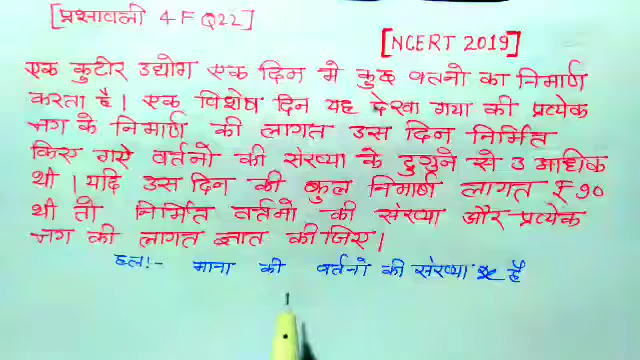 [प्रश्नावली 4 F Q22]
[NCERT 2019]
एक कुटीर उद्योग एक दिन मे कुछ बर्तनो का निमार्ण
करता है। एक विशेष दिन यह देखा गया की प्रत्येक
नग के निमार्ण की लागत उस दिन निर्मित
किए गए बर्तनो की संख्या के दुगुने से 3 अधिक
थी। यदि उस दिन की कुल निमार्ण लागत ₹90
थी तो निर्मित बर्तनो की संख्या और प्रत्येक
नग की लागत ज्ञात कीजिए।
हल:- माना की बर्तनो की संख्या x है